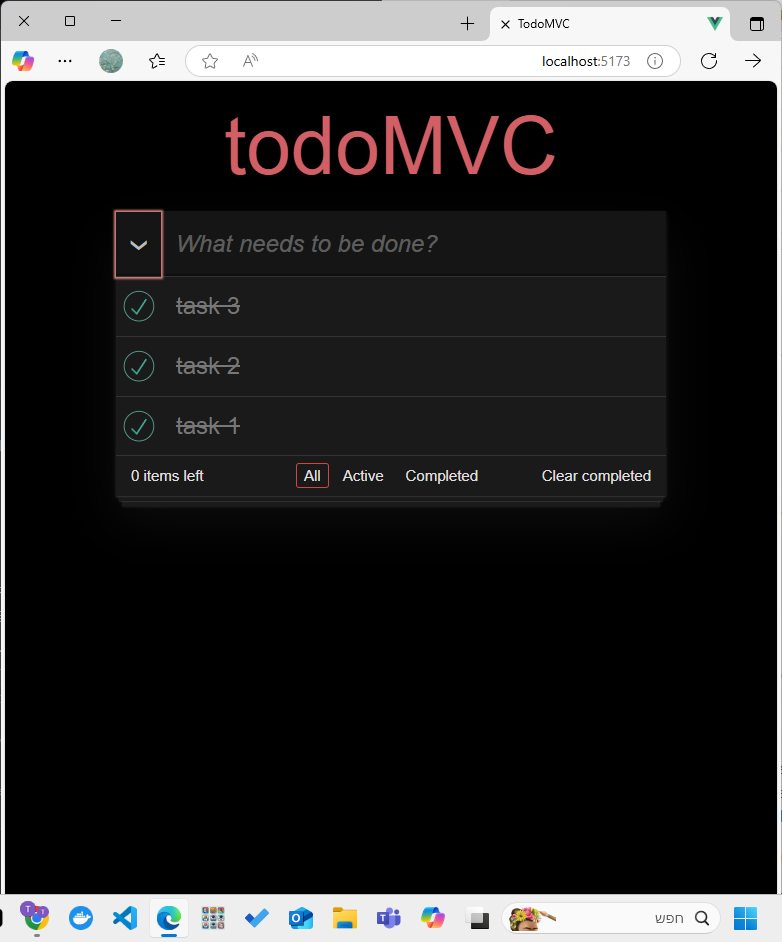 TodoMVC
localhost:5173
todoMVC
What needs to be done?
task 3
task 2
task 1
0 items left
All
Active
Completed
Clear completed
חפש